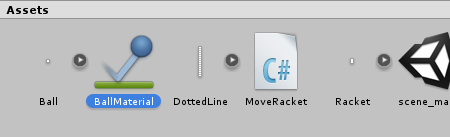 Assets
C#
Ball
BallMaterial
DottedLine
MoveRacket
Racket
scene_ma